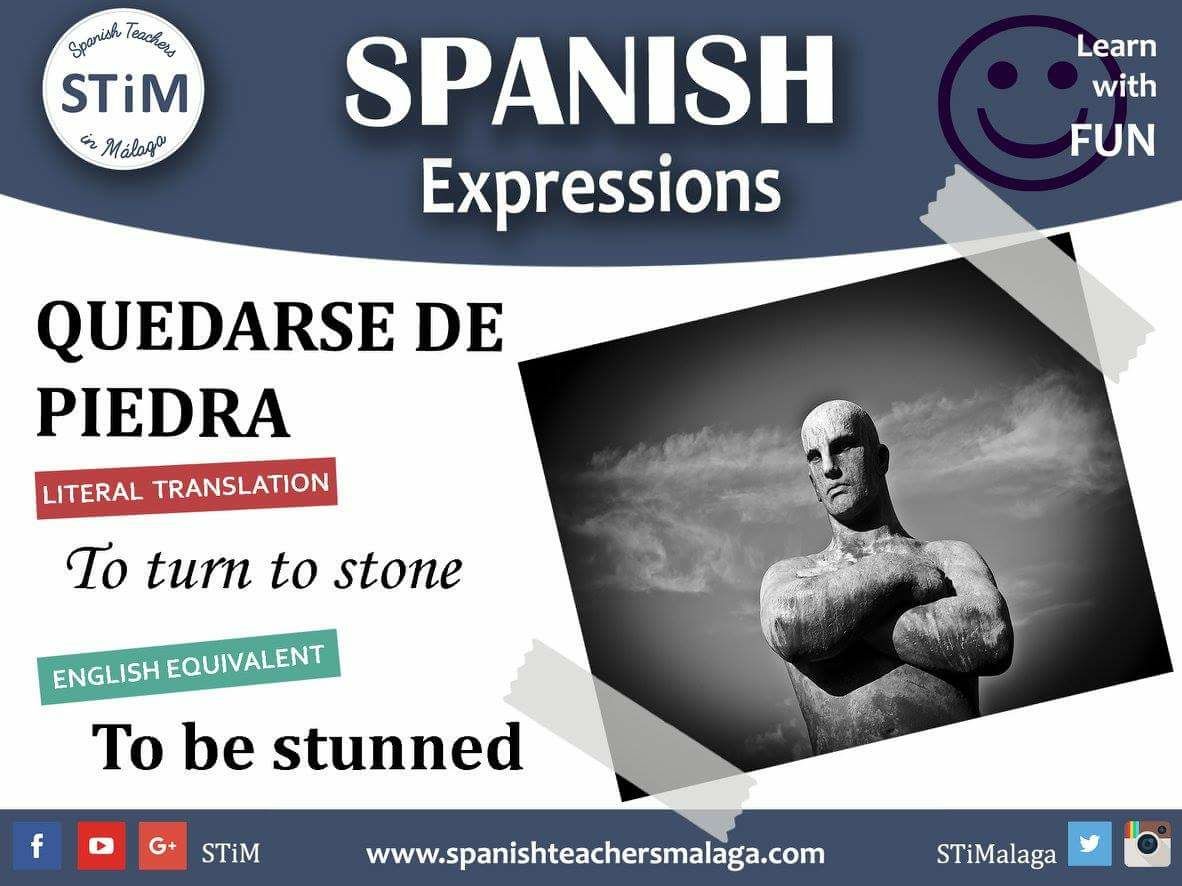 Spanish Teachers
STiM
in Málaga
SPANISH
Expressions
Learn
with
FUN
QUEDARSE DE
PIEDRA
LITERAL TRANSLATION
To turn to stone
ENGLISH EQUIVALENT
To be stunned
f
G+
STiM
www.spanishteachersmalaga.com
STiMalaga